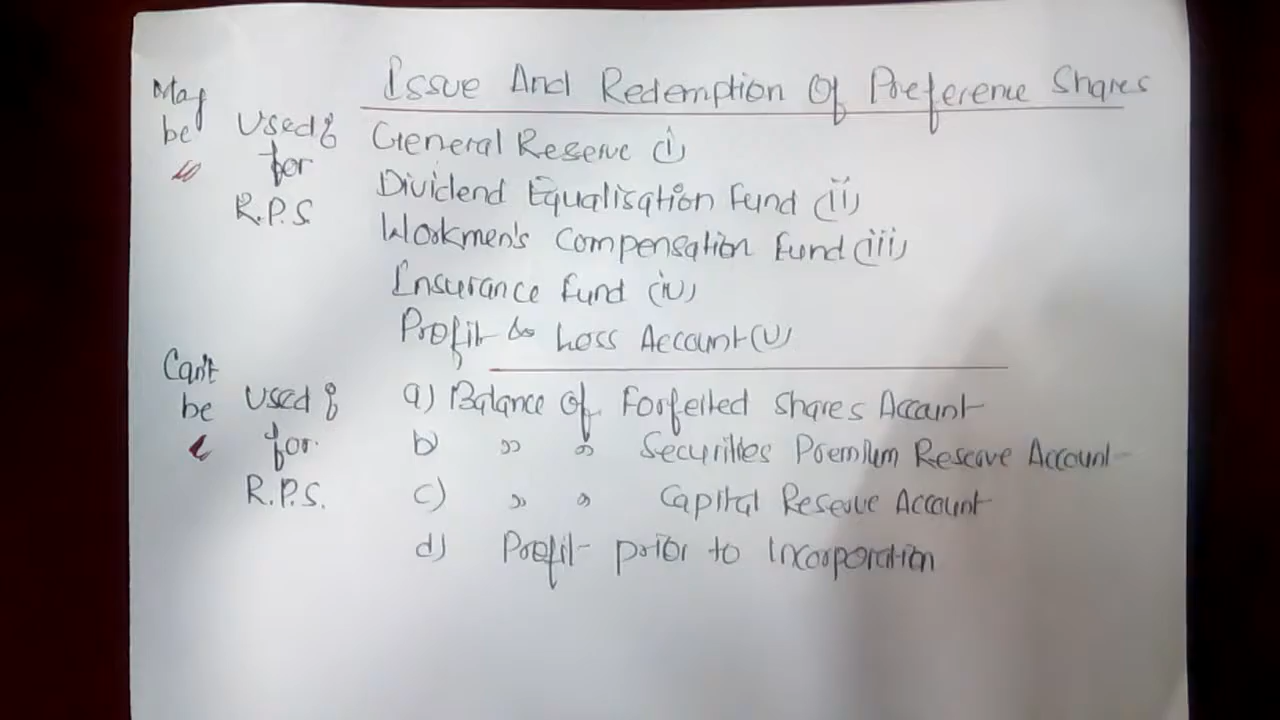 Issue And Redemption Of Preference Shares
May be Used for R.P.S
General Reserve (i)
Dividend Equalisation Fund (ii)
Workmen's Compensation Fund (iii)
Insurance Fund (iv)
Profit & Loss Account (v)
Can't be Used for R.P.S.
a) Balance Of Forfeited Shares Account
b) " " Securities Premium Reserve Account
c) " " Capital Reserve Account
d) Profit prior to Incorporation